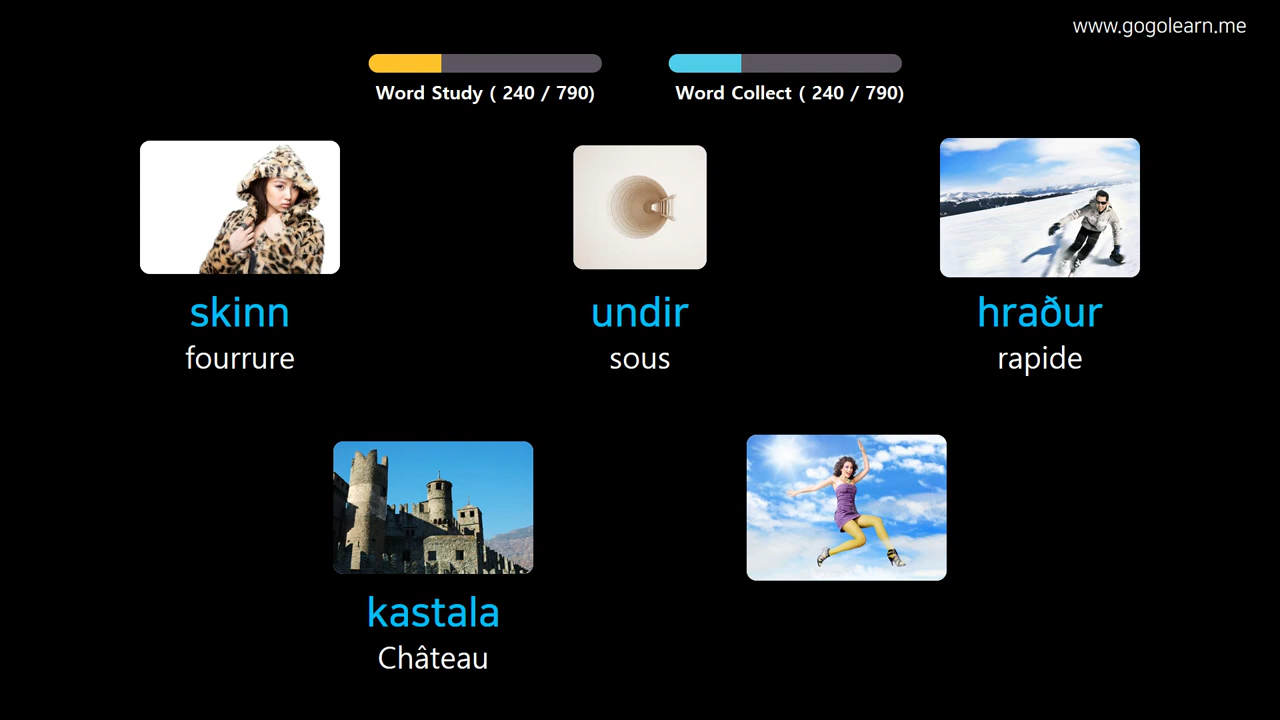 www.gogolearn.me
Word Study ( 240 / 790)
Word Collect ( 240 / 790)
skinn
fourrure
undir
sous
hraður
rapide
kastala
Château